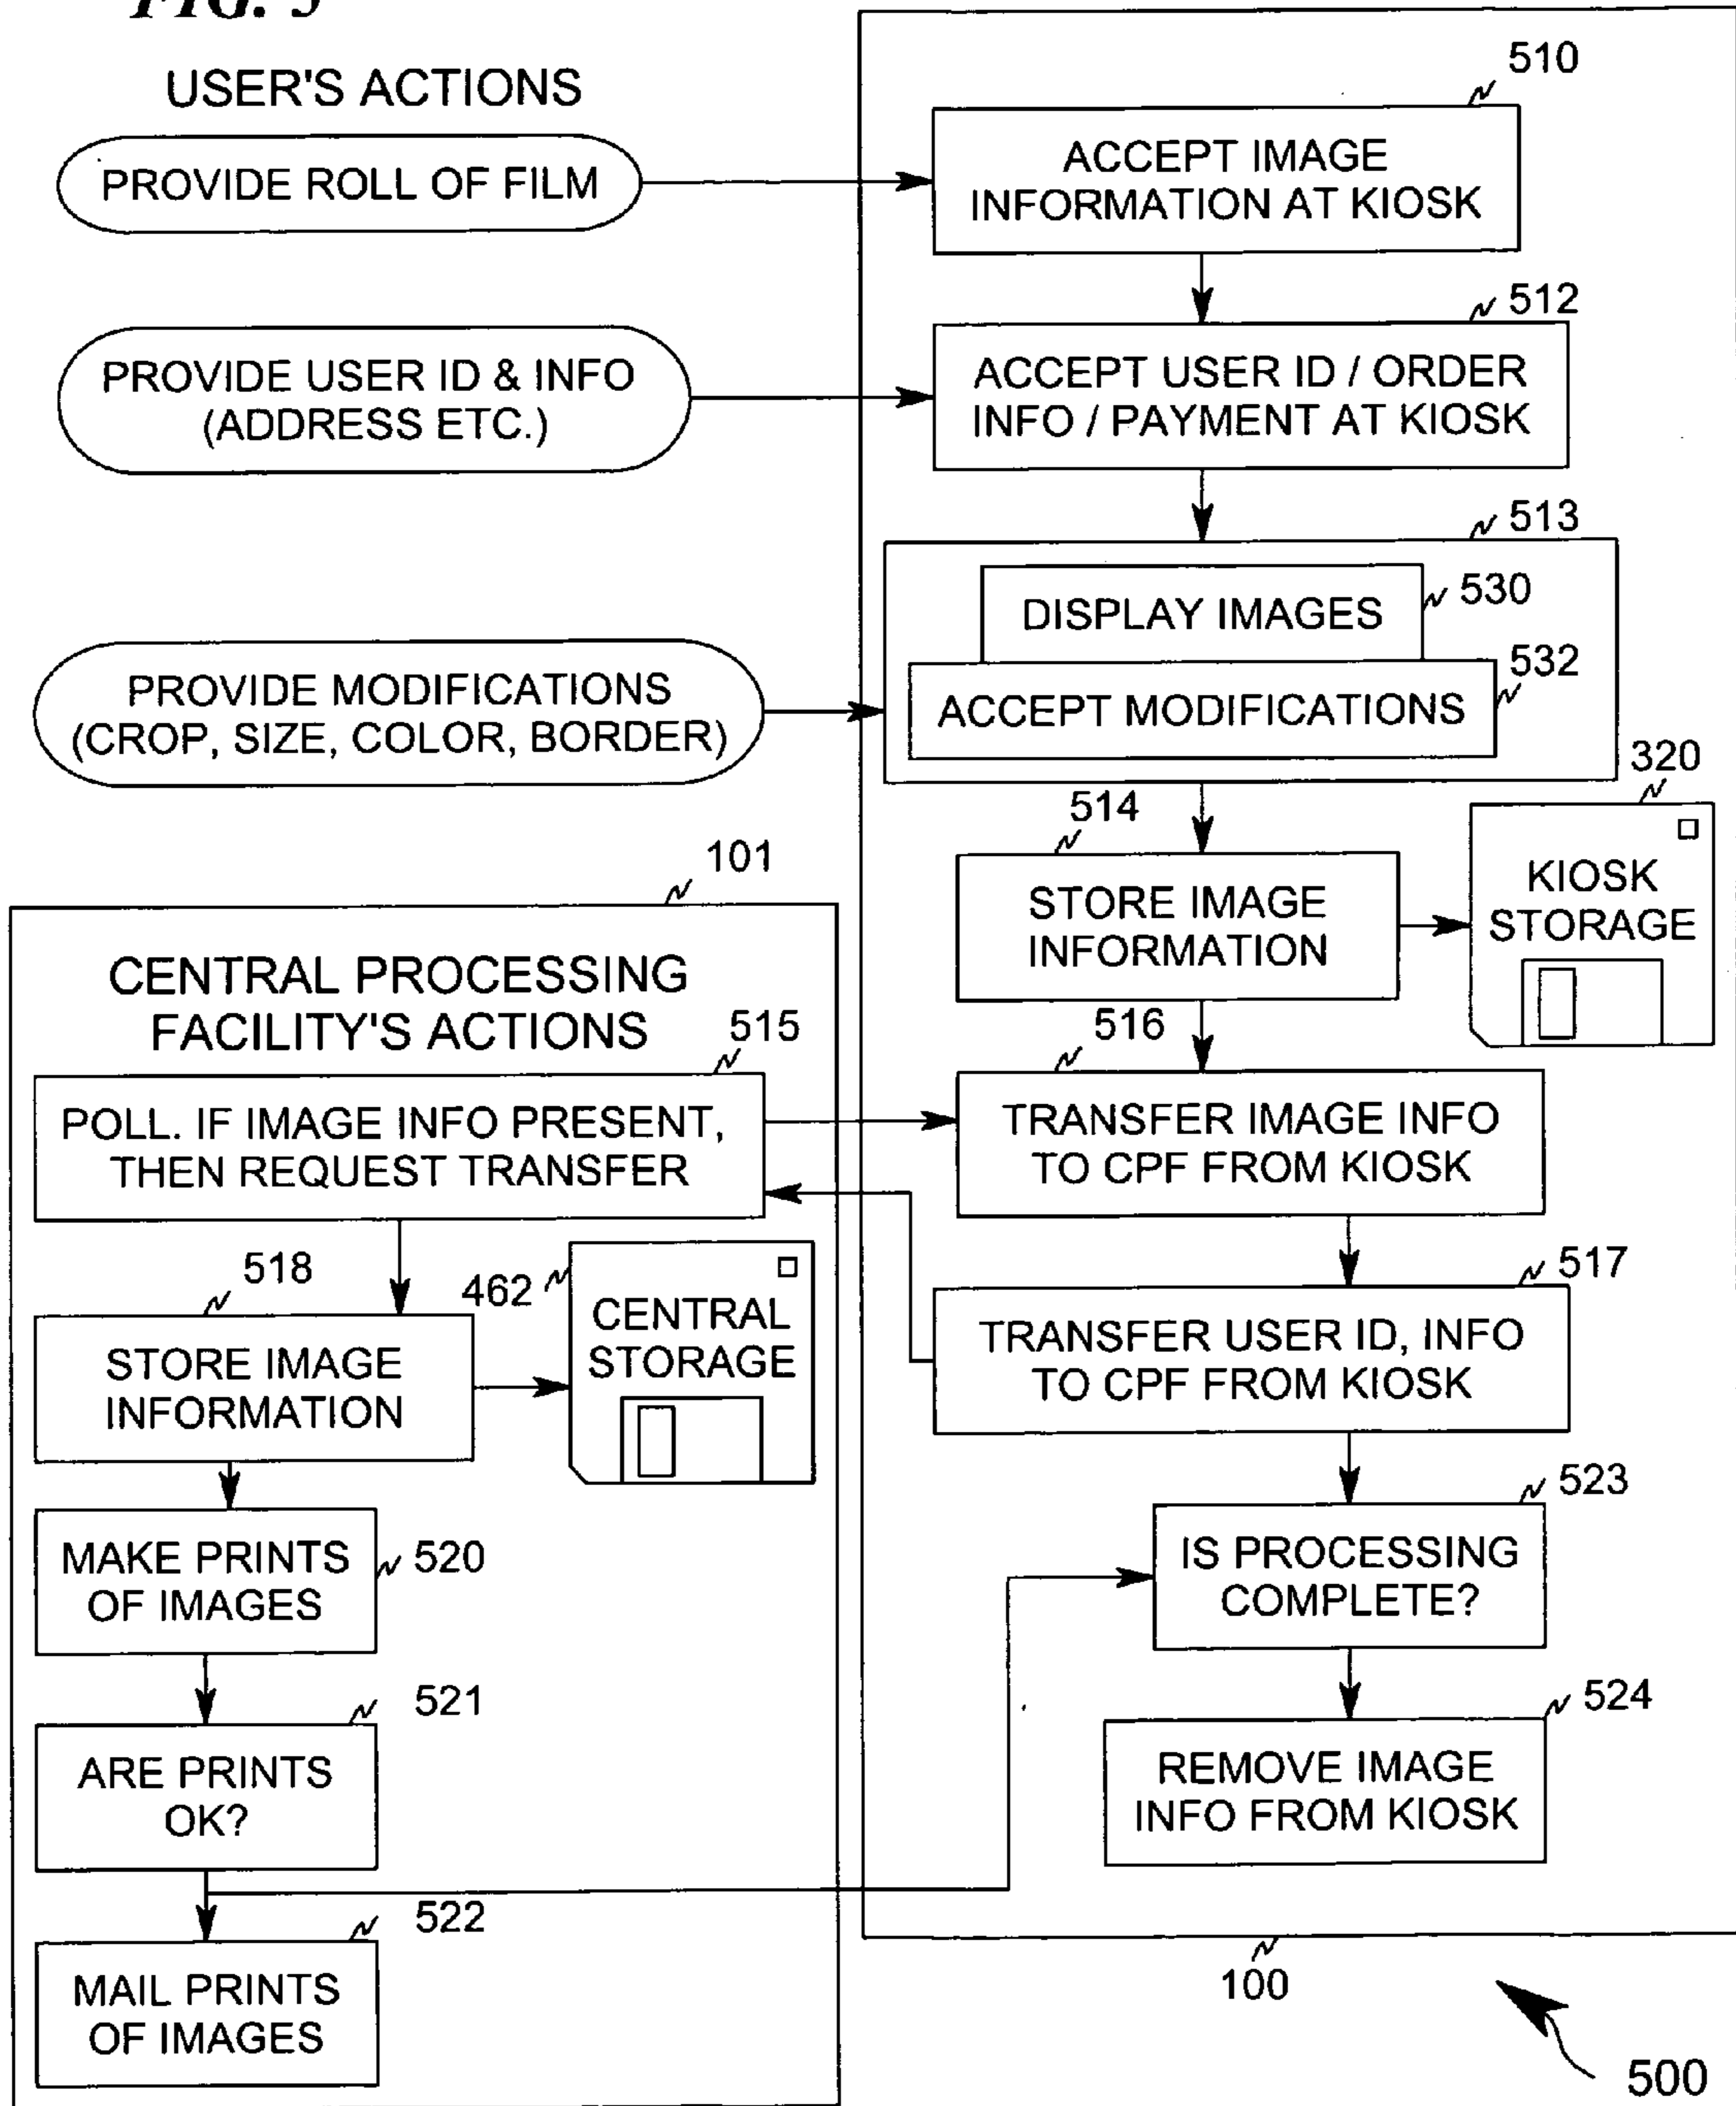 FIG. 5
USER'S ACTIONS
PROVIDE ROLL OF FILM
510
ACCEPT IMAGE
INFORMATION AT KIOSK
PROVIDE USER ID & INFO
(ADDRESS ETC.)
512
ACCEPT USER ID / ORDER
INFO / PAYMENT AT KIOSK
513
DISPLAY IMAGES
530
PROVIDE MODIFICATIONS
(CROP, SIZE, COLOR, BORDER)
ACCEPT MODIFICATIONS
532
514
STORE IMAGE
INFORMATION
320
KIOSK
STORAGE
101
CENTRAL PROCESSING
FACILITY'S ACTIONS
515
POLL. IF IMAGE INFO PRESENT,
THEN REQUEST TRANSFER
516
TRANSFER IMAGE INFO
TO CPF FROM KIOSK
517
TRANSFER USER ID, INFO
TO CPF FROM KIOSK
518
STORE IMAGE
INFORMATION
462
CENTRAL
STORAGE
MAKE PRINTS
OF IMAGES
520
523
IS PROCESSING
COMPLETE?
521
ARE PRINTS
OK?
524
REMOVE IMAGE
INFO FROM KIOSK
522
MAIL PRINTS
OF IMAGES
100
500